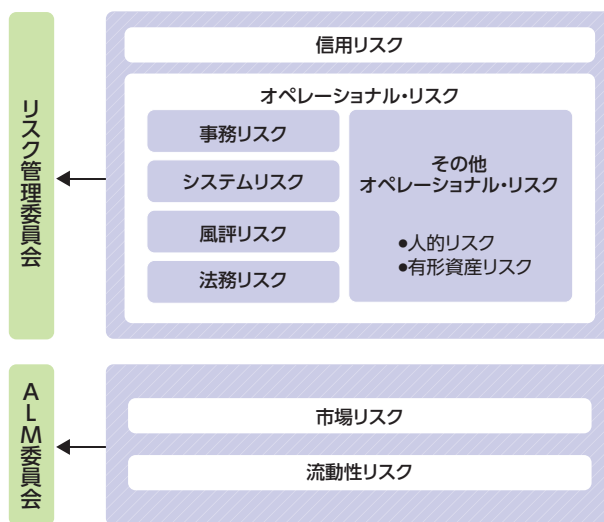 リスク管理委員会
信用リスク
オペレーショナル・リスク
事務リスク
システムリスク
風評リスク
法務リスク
その他
オペレーショナル・リスク
●人的リスク
●有形資産リスク
ALM委員会
市場リスク
流動性リスク